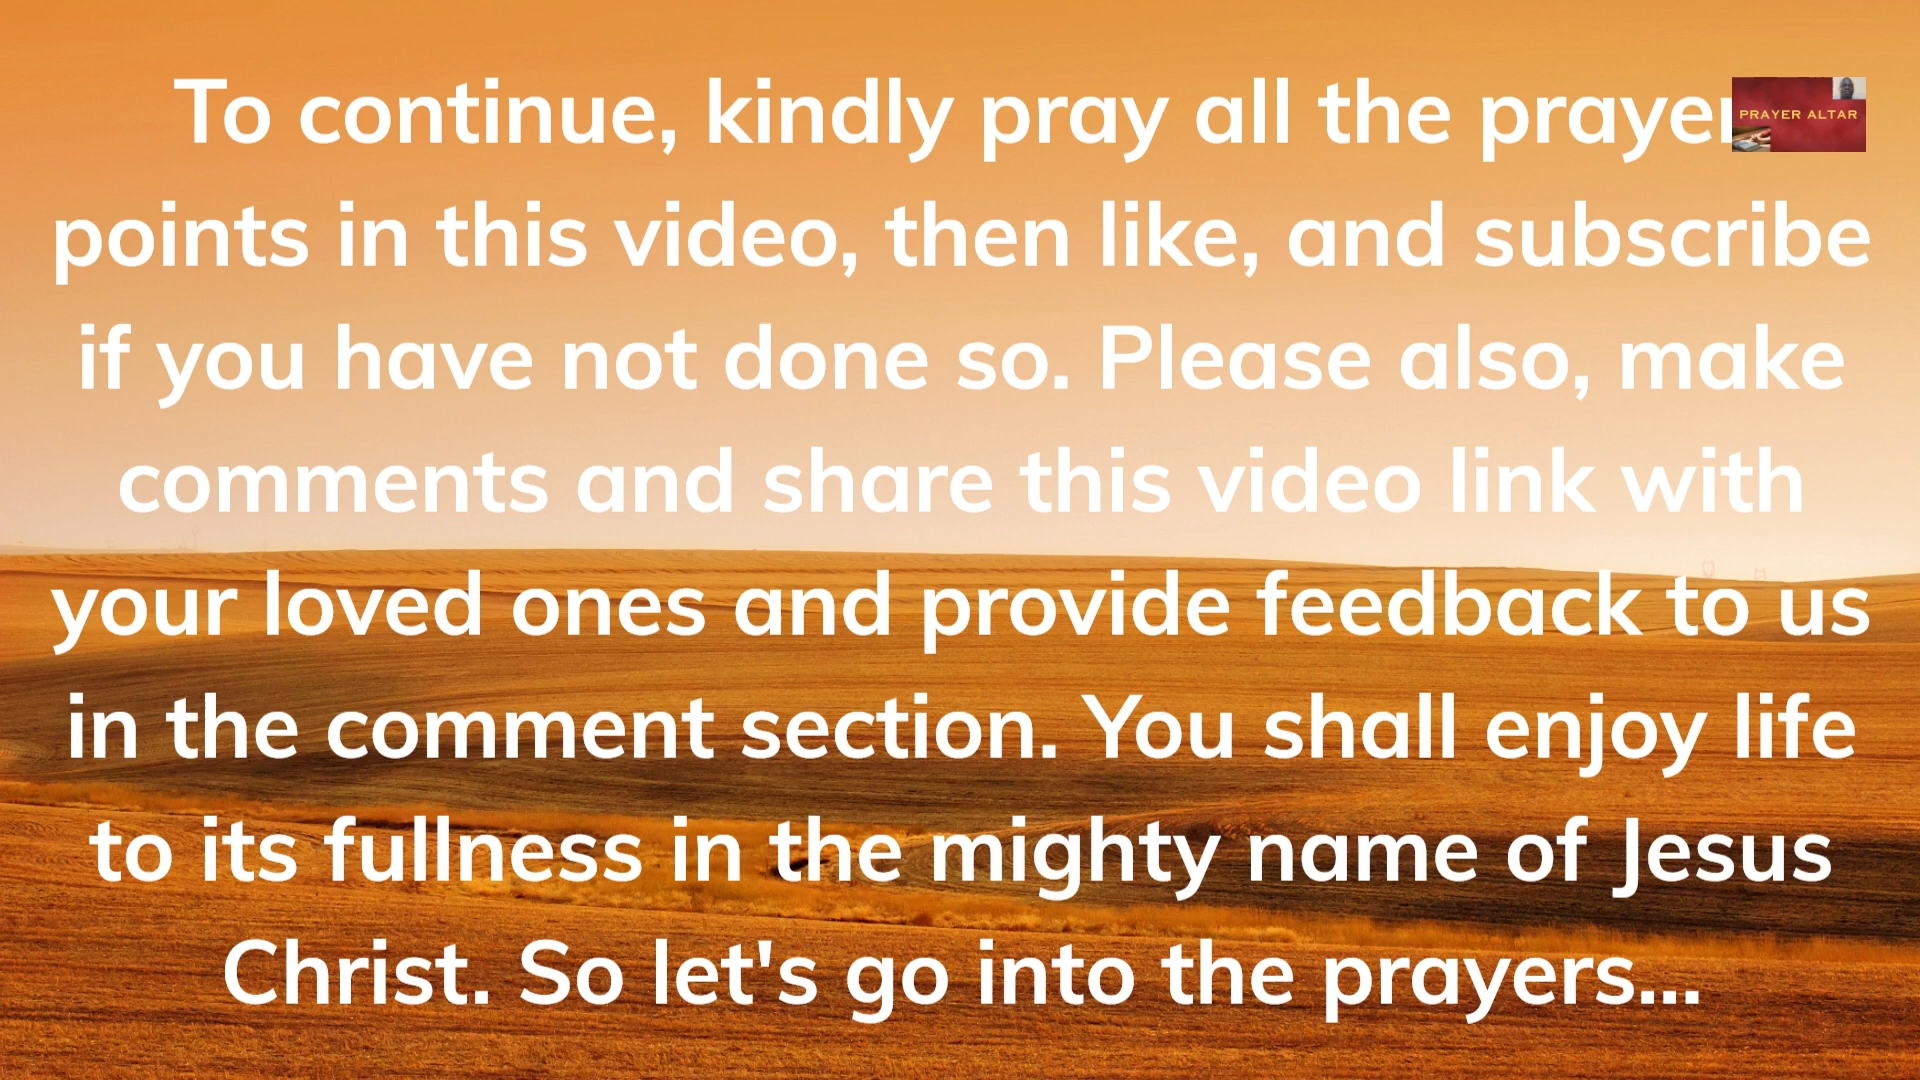 To continue, kindly pray all the prayer
PRAYER ALTAR
points in this video, then like, and subscribe
if you have not done so. Please also, make
comments and share this video link with
your loved ones and provide feedback to us
in the comment section. You shall enjoy life
to its fullness in the mighty name of Jesus
Christ. So let's go into the prayers...